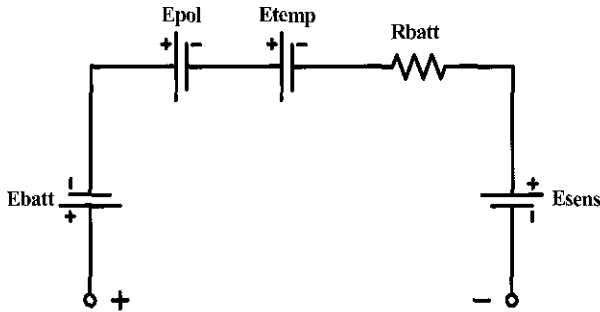 Epol Etemp
Rbatt
+ - + -
Ebatt - +
+ - Esens
+ -